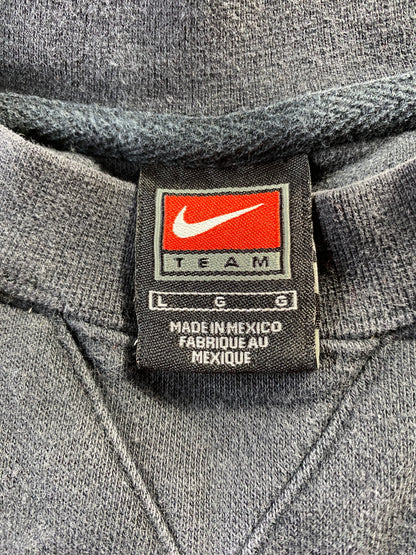 TEAM
L G G
MADE IN MEXICO
FABRIQUE AU
MEXIQUE